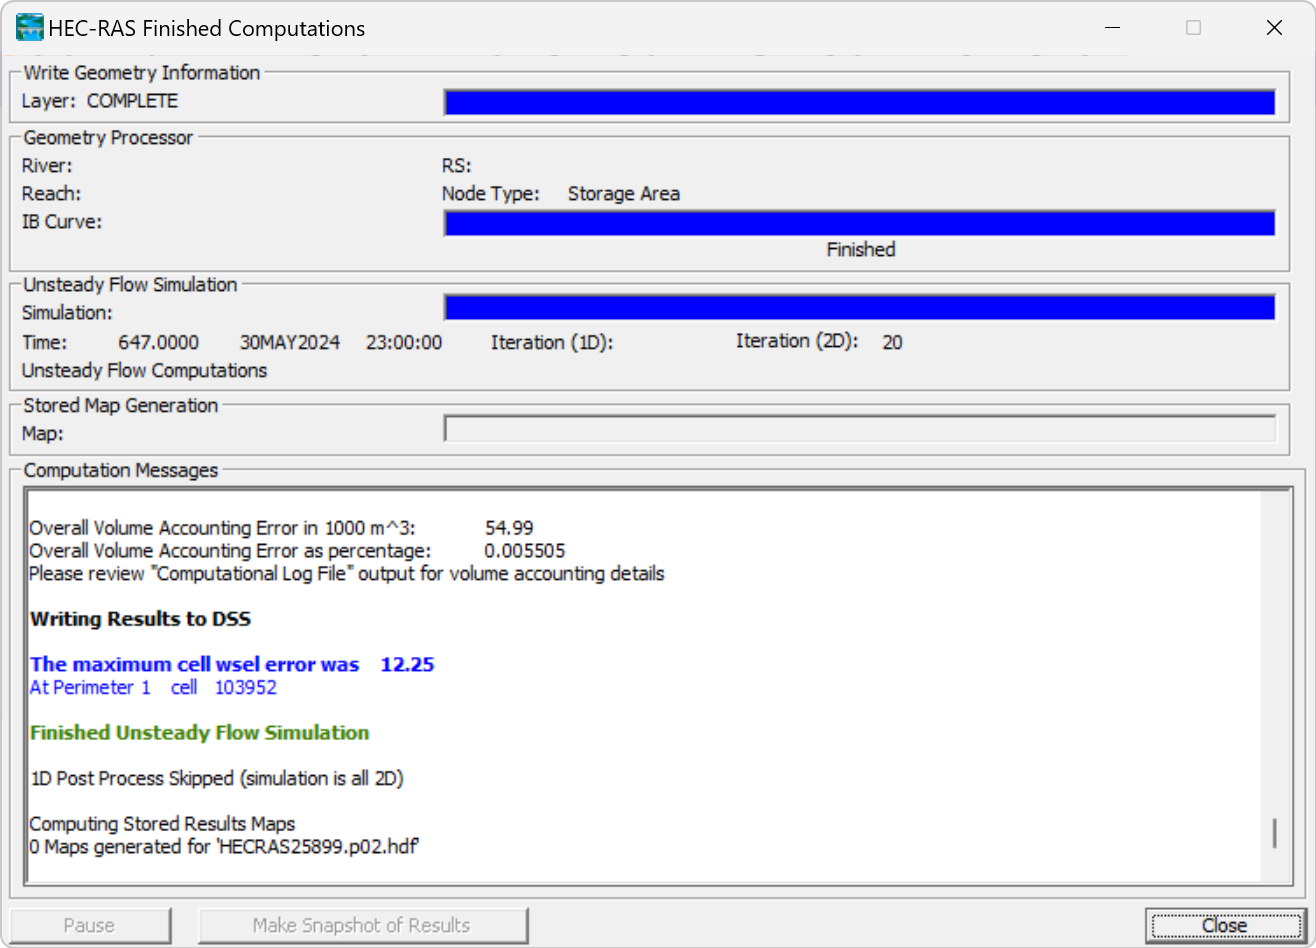 HEC-RAS Finished Computations
Write Geometry Information
Layer: COMPLETE
Geometry Processor
River: RS:
Reach: Node Type: Storage Area
IB Curve:
Finished
Unsteady Flow Simulation
Simulation:
Time: 647.0000 30MAY2024 23:00:00 Iteration (1D): Iteration (2D): 20
Unsteady Flow Computations
Stored Map Generation
Map:
Computation Messages
Overall Volume Accounting Error in 1000 m^3: 54.99
Overall Volume Accounting Error as percentage: 0.005505
Please review "Computational Log File" output for volume accounting details
Writing Results to DSS
The maximum cell wsel error was 12.25
At Perimeter 1 cell 103952
Finished Unsteady Flow Simulation
1D Post Process Skipped (simulation is all 2D)
Computing Stored Results Maps
0 Maps generated for 'HECRAS25899.p02.hdf'
Pause Make Snapshot of Results Close